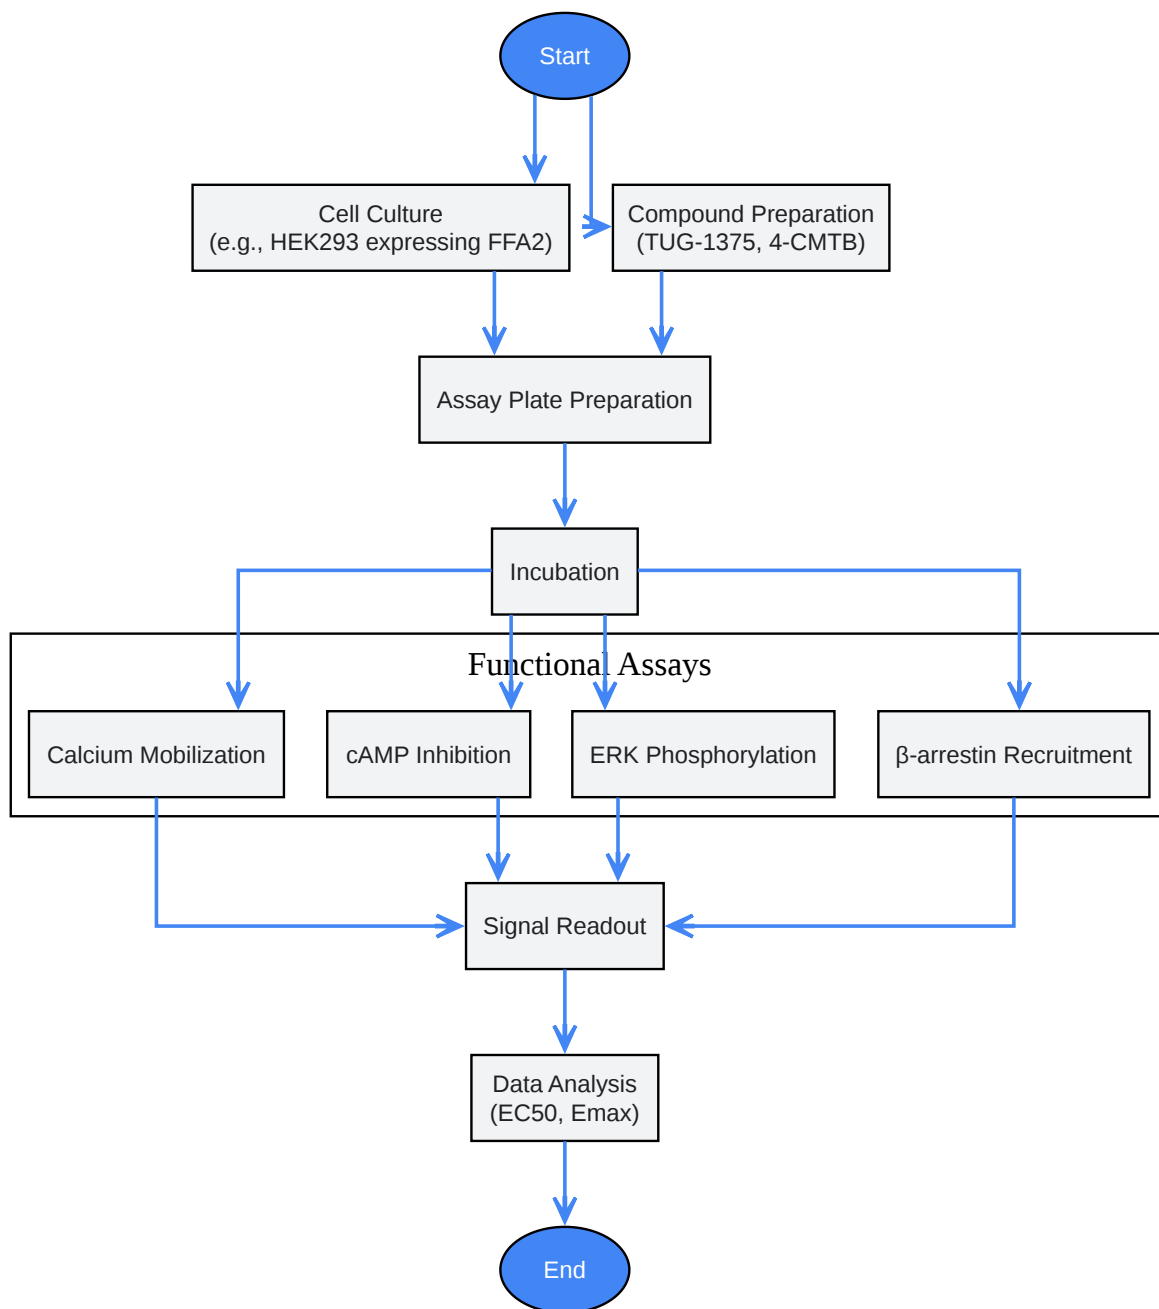 Start
Cell Culture
(e.g., HEK293 expressing FFA2)
Compound Preparation
(TUG-1375, 4-CMTB)
Assay Plate Preparation
Incubation
Functional Assays
Calcium Mobilization
cAMP Inhibition
ERK Phosphorylation
β-arrestin Recruitment
Signal Readout
Data Analysis
(EC50, Emax)
End